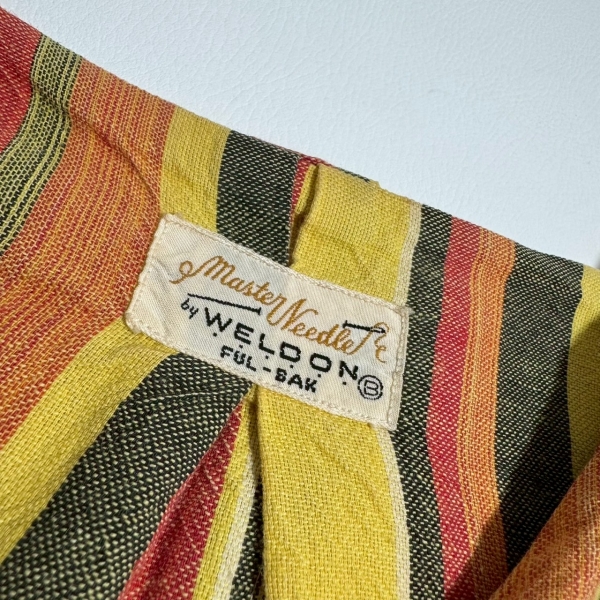 Master Needle
by WELDON
FUL-BAK B